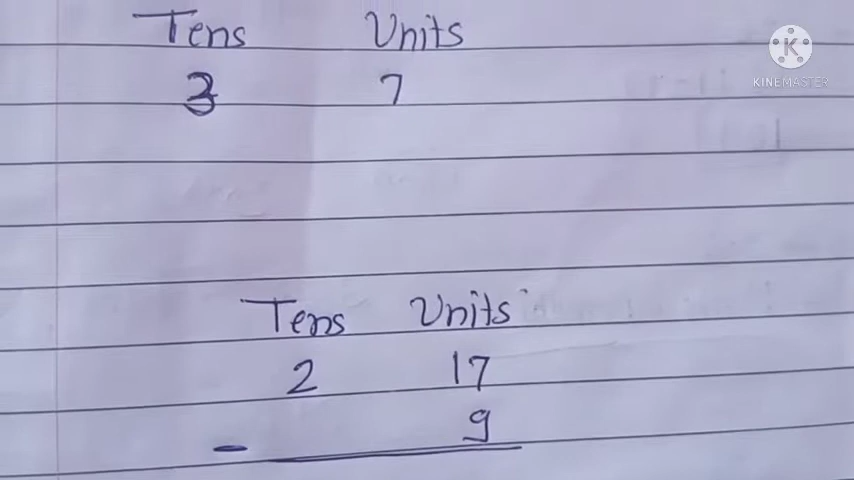 Tens Units
3 7
KINEMASTER
Tens Units
2 17
- 9